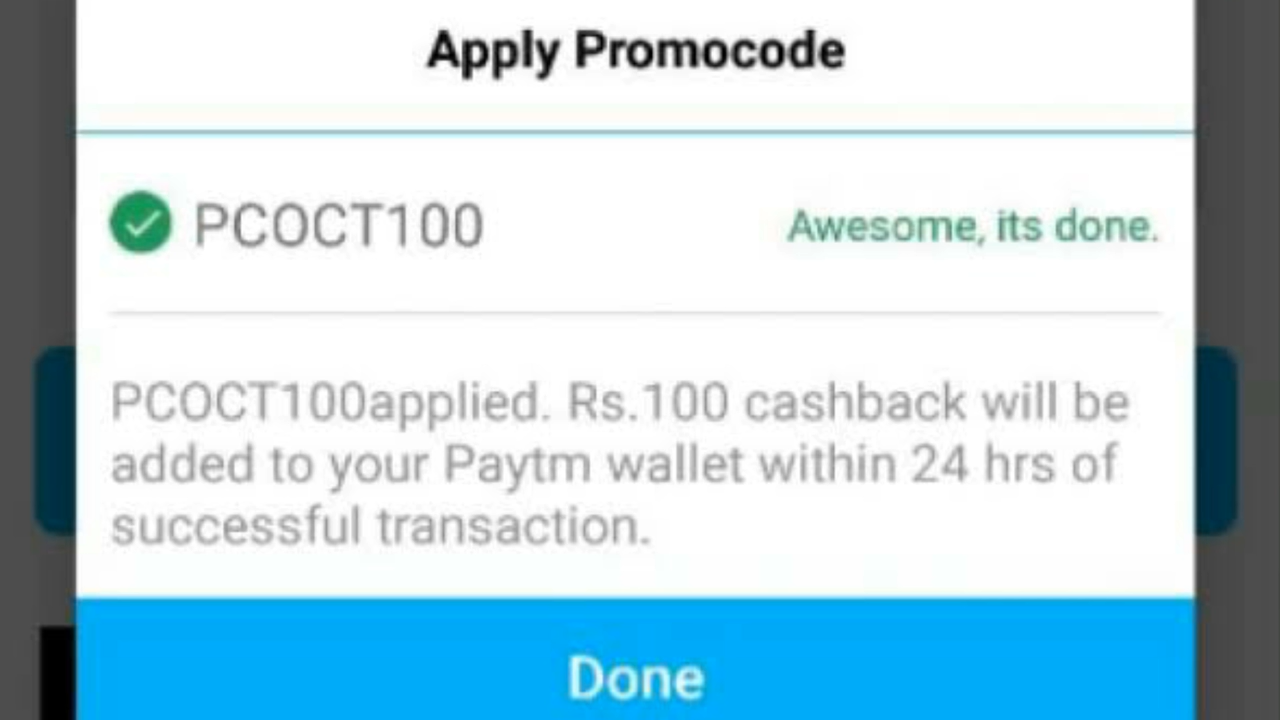 Apply Promocode
PCOCT100
Awesome, its done.
PCOCT100applied. Rs.100 cashback will be
added to your Paytm wallet within 24 hrs of
successful transaction.
Done